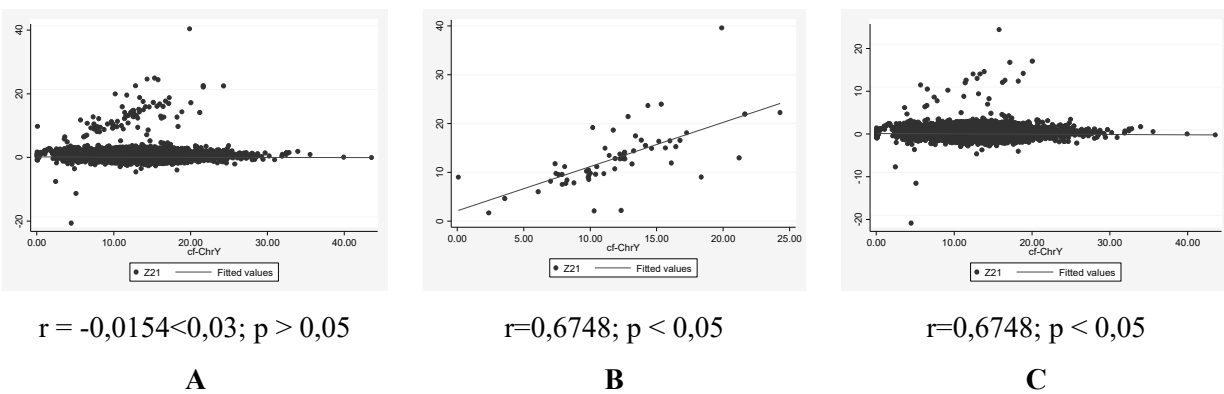 40
20
0
-20
0.00 10.00 20.00 30.00 40.00
cf-ChrY
Z21 Fitted values
r = -0,0154<0,03; p > 0,05
A
40
30
20
10
0
0.00 5.00 10.00 15.00 20.00 25.00
cf-ChrY
Z21 Fitted values
r=0,6748; p < 0,05
B
20
10
0
-10
-20
0.00 10.00 20.00 30.00 40.00
cf-ChrY
Z21 Fitted values
r=0,6748; p < 0,05
C